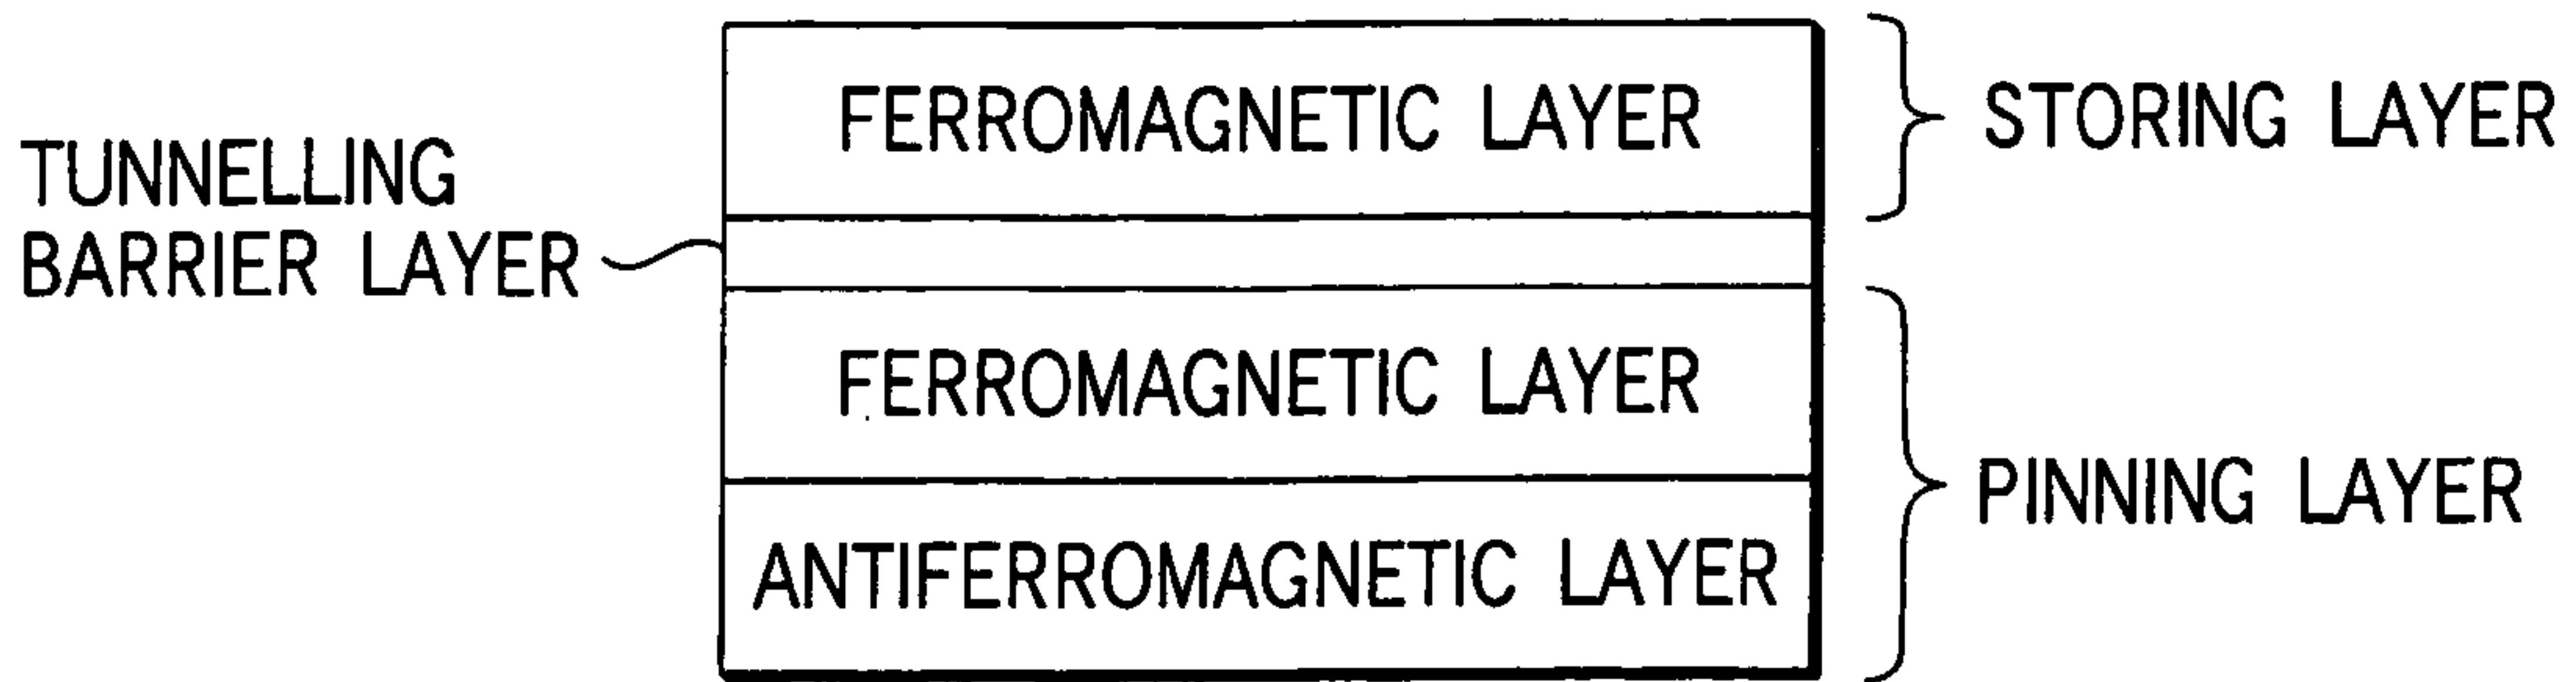 FERROMAGNETIC LAYER
STORING LAYER
TUNNELLING
BARRIER LAYER
FERROMAGNETIC LAYER
PINNING LAYER
ANTIFERROMAGNETIC LAYER